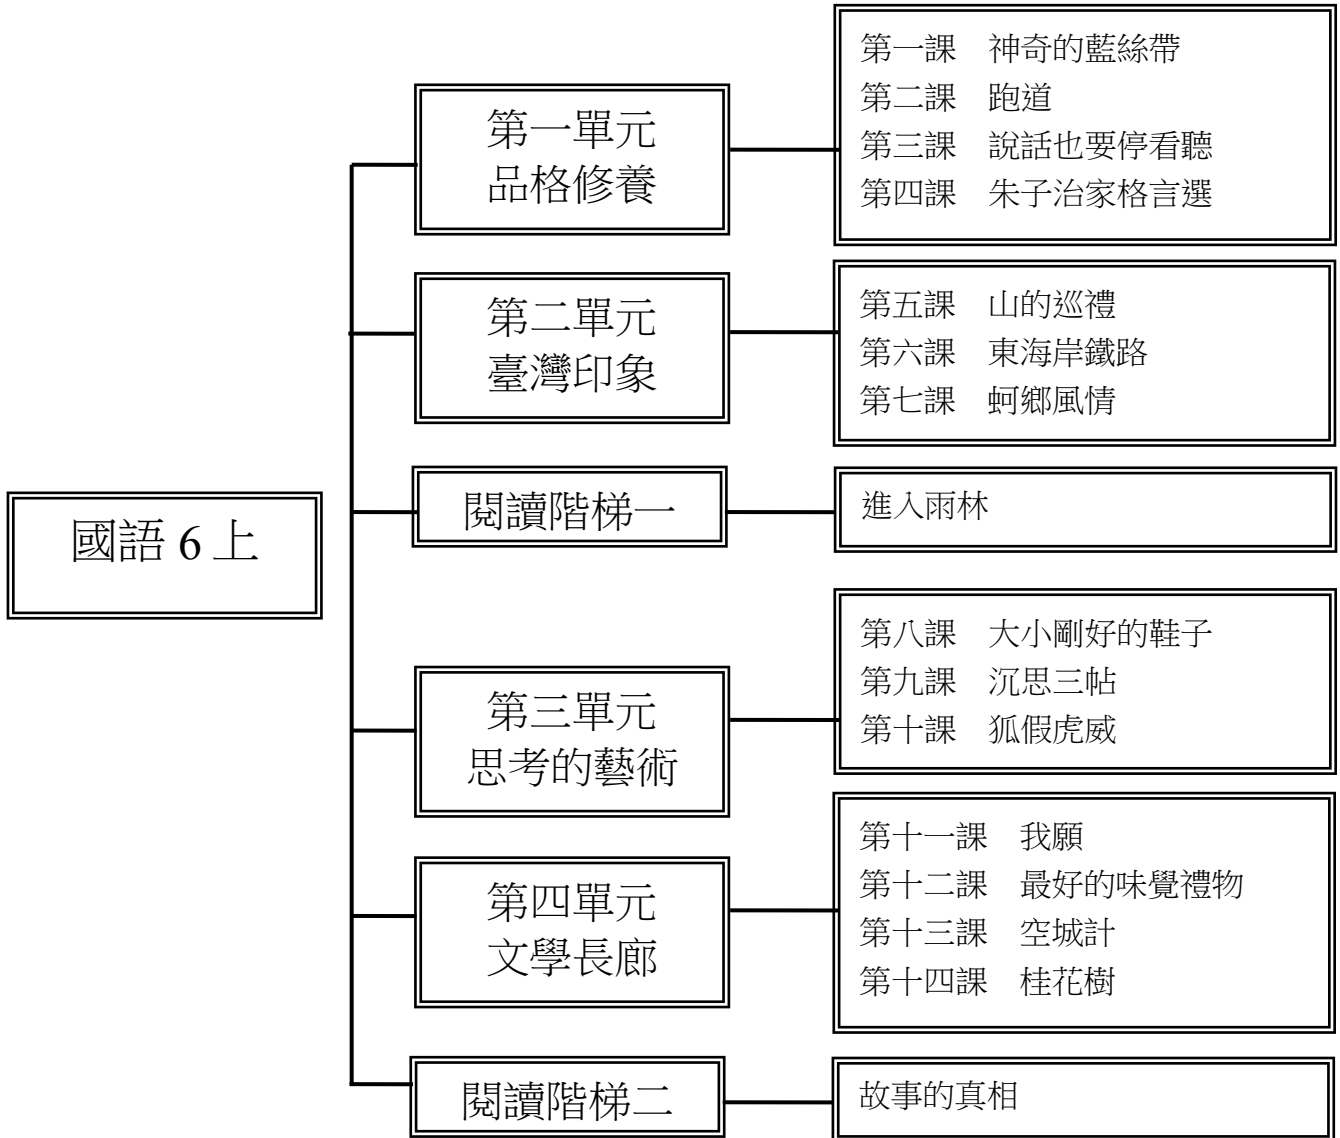 國語 6 上
第一單元
品格修養
第一課　神奇的藍絲帶
第二課　跑道
第三課　說話也要停看聽
第四課　朱子治家格言選
第二單元
臺灣印象
第五課　山的巡禮
第六課　東海岸鐵路
第七課　蚵鄉風情
閱讀階梯一
進入雨林
第三單元
思考的藝術
第八課　大小剛好的鞋子
第九課　沉思三帖
第十課　狐假虎威
第四單元
文學長廊
第十一課　我願
第十二課　最好的味覺禮物
第十三課　空城計
第十四課　桂花樹
閱讀階梯二
故事的真相